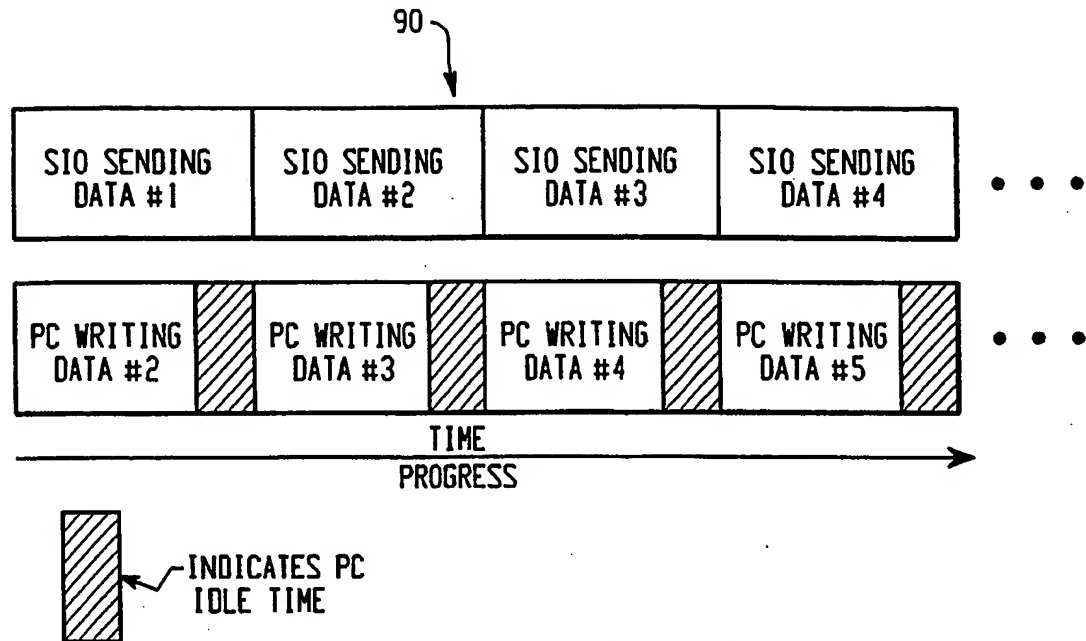 90
SIO SENDING
DATA #1
SIO SENDING
DATA #2
SIO SENDING
DATA #3
SIO SENDING
DATA #4
PC WRITING
DATA #2
PC WRITING
DATA #3
PC WRITING
DATA #4
PC WRITING
DATA #5
TIME
PROGRESS
INDICATES PC
IDLE TIME